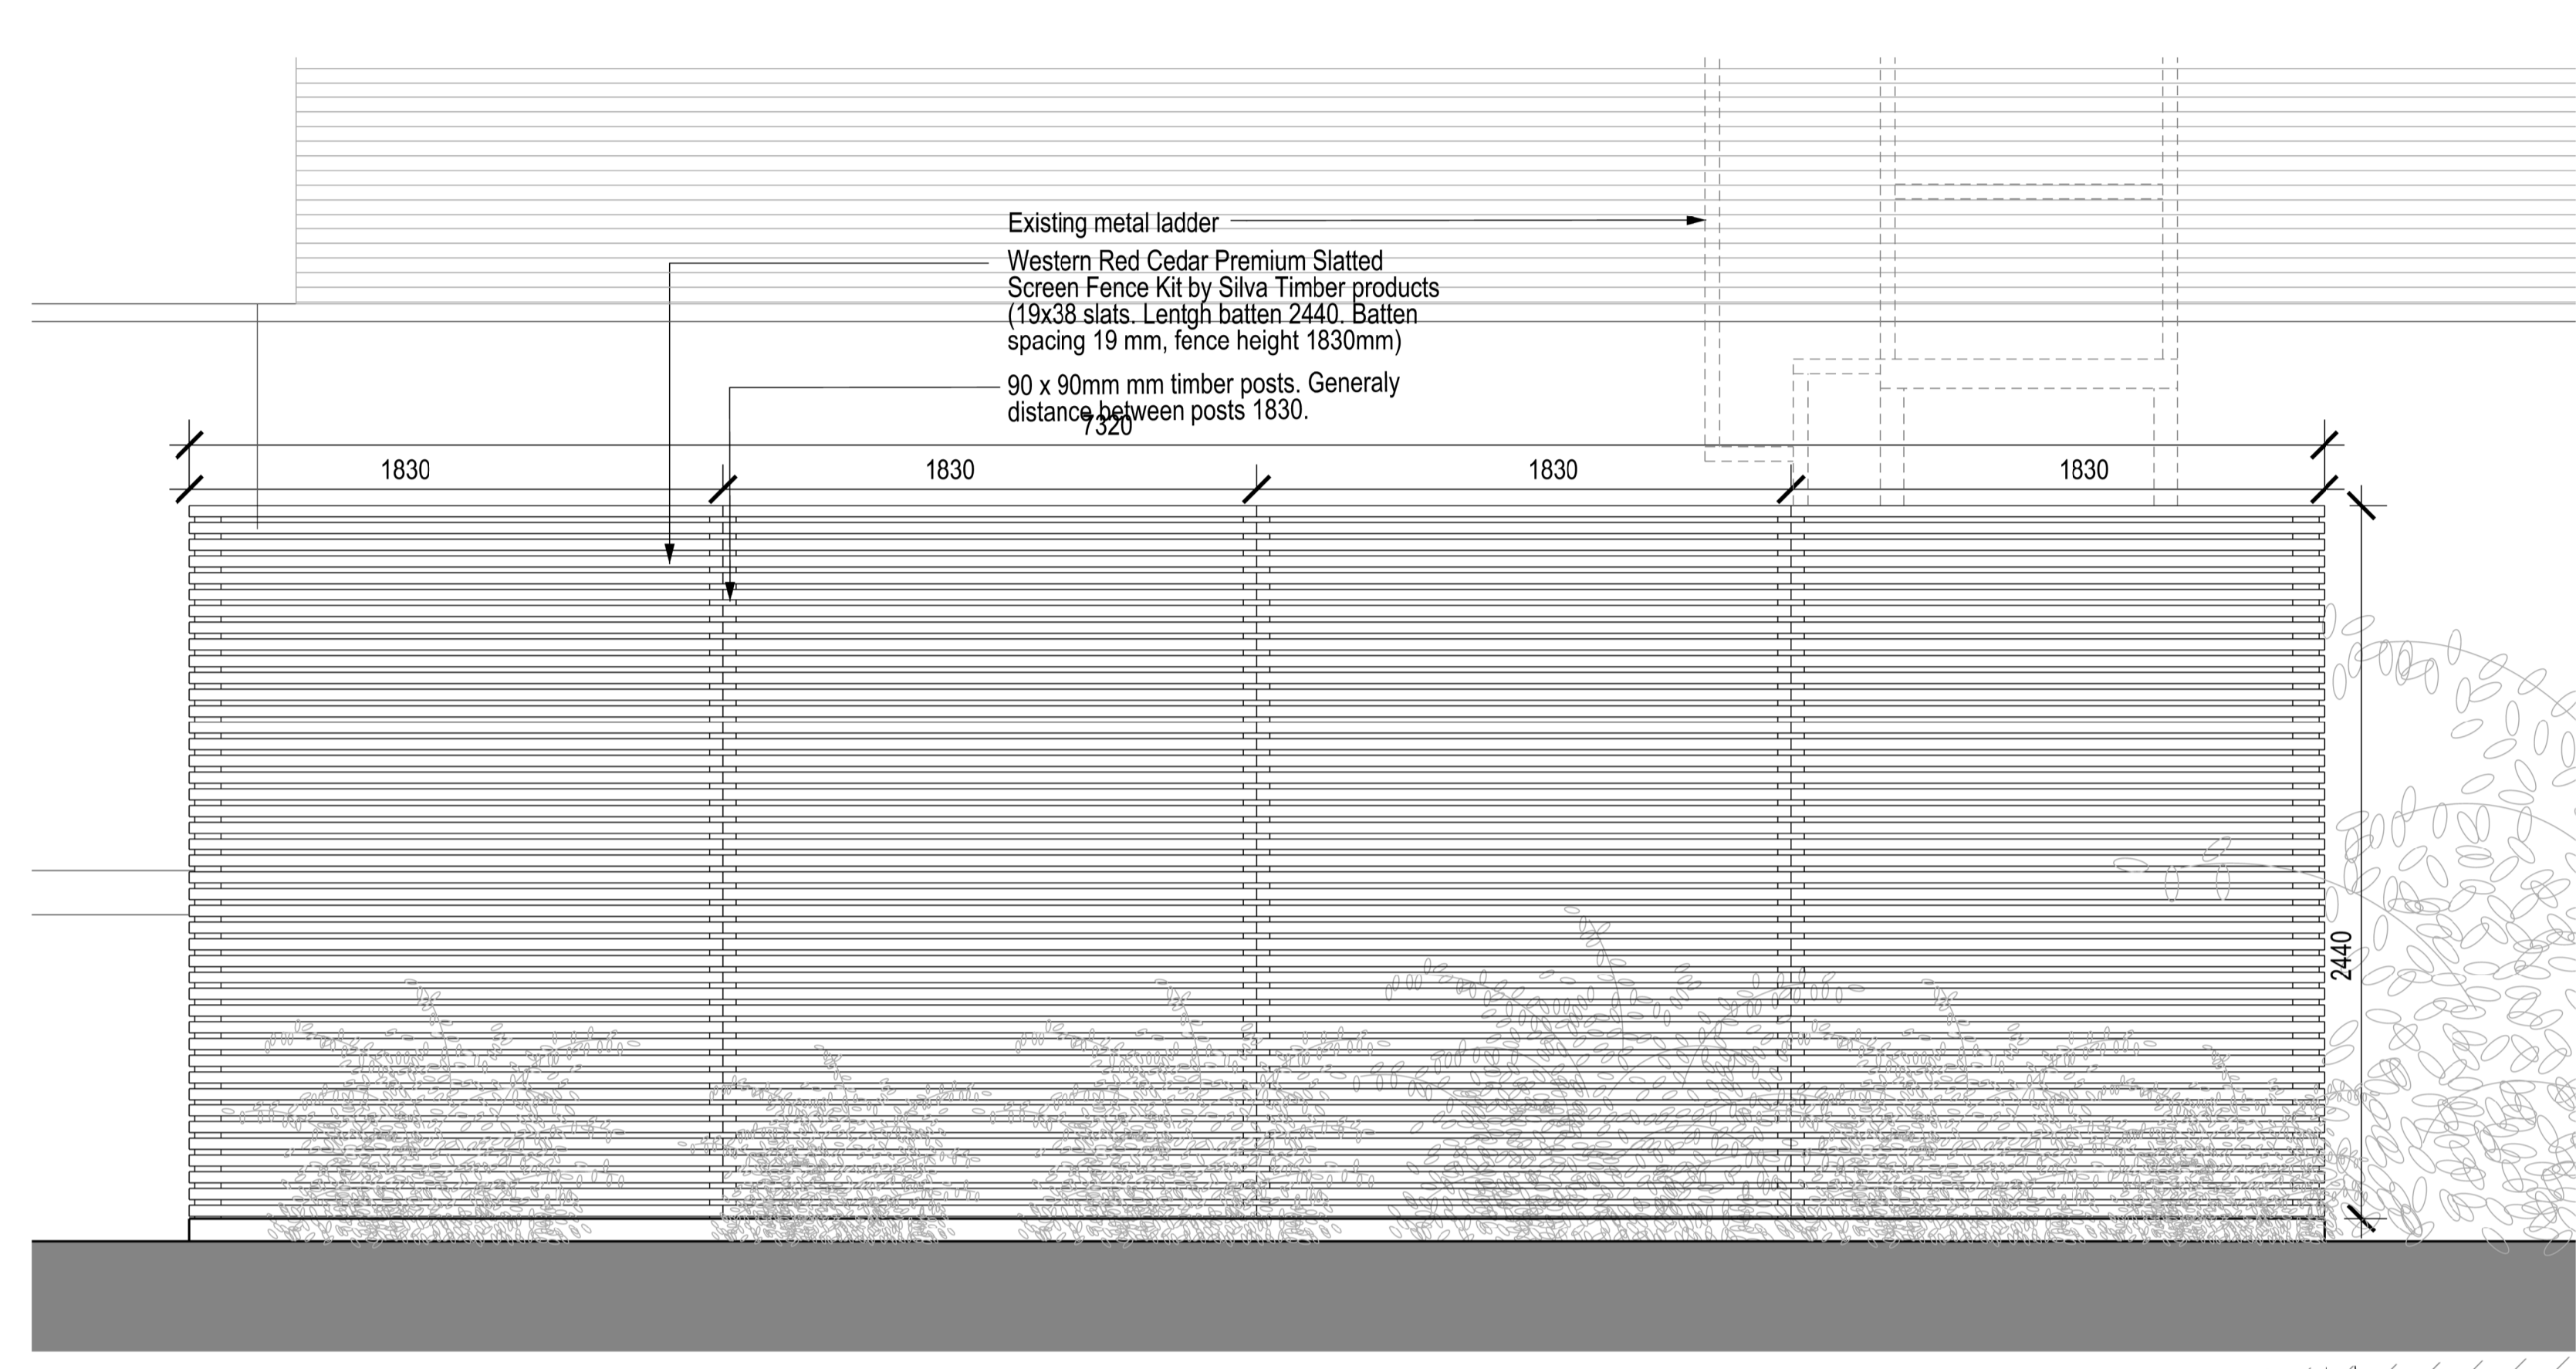 Existing metal ladder
Western Red Cedar Premium Slatted
Screen Fence Kit by Silva Timber products
(19x38 slats. Lentgh batten 2440. Batten
spacing 19 mm, fence height 1830mm)
90 x 90mm mm timber posts. Generaly
distance between posts 1830.
7320
1830
1830
1830
1830
2440